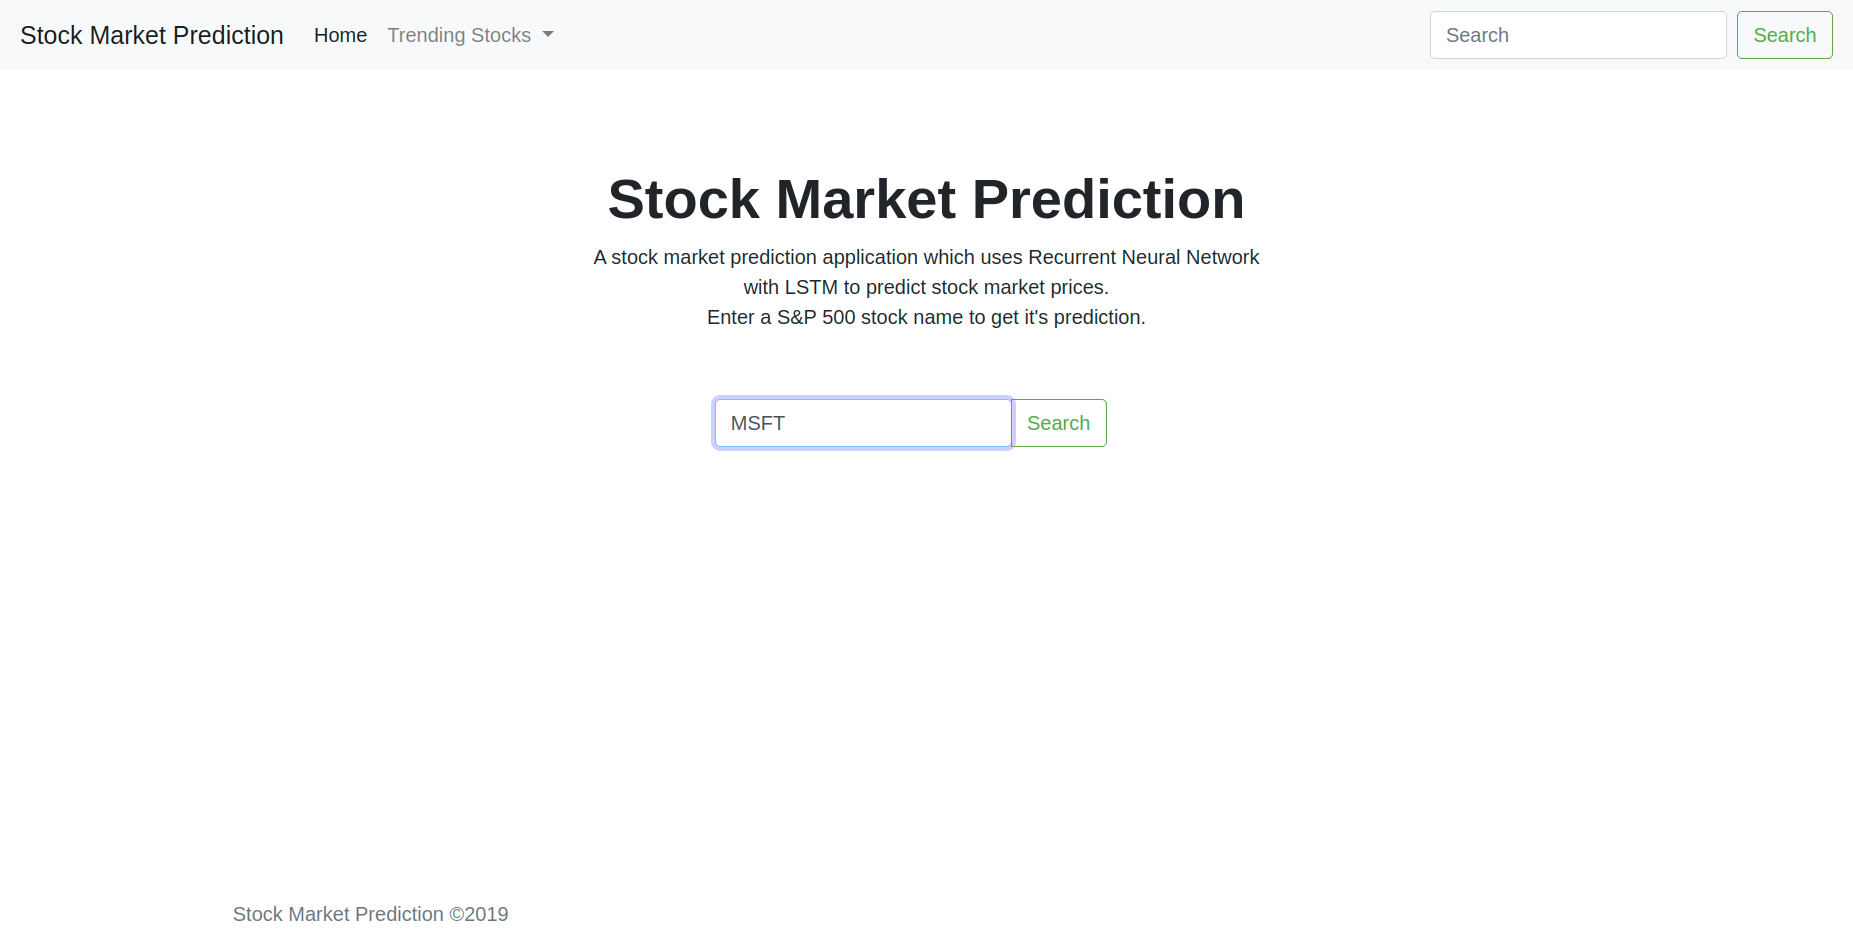 Stock Market Prediction Home Trending Stocks Search Search
Stock Market Prediction
A stock market prediction application which uses Recurrent Neural Network
with LSTM to predict stock market prices.
Enter a S&P 500 stock name to get it's prediction.
MSFT Search
Stock Market Prediction ©2019